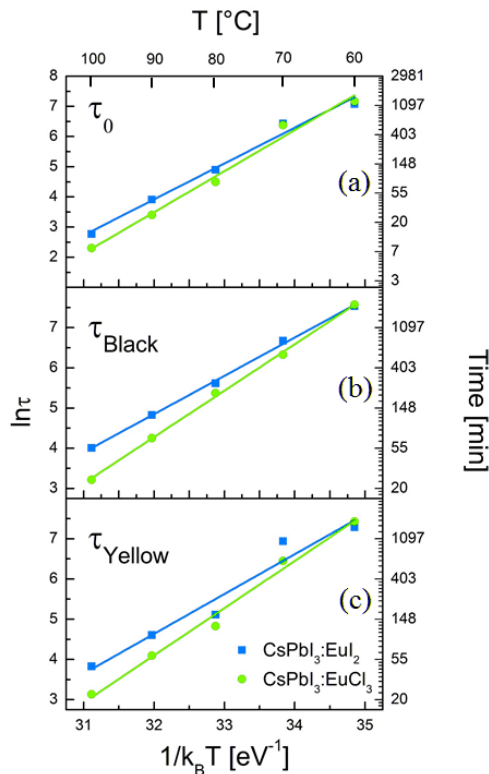 T [°C]
100 90 80 70 60
8 7 6 5 4 3 2
τ0
(a)
2981 1097 403 148 55 20 7 3
7 6 5 4 3
τBlack
(b)
1097 403 148 55 20
lnτ
Time [min]
7 6 5 4 3
τYellow
(c)
1097 403 148 55 20
CsPbI3:EuI2
CsPbI3:EuCl3
31 32 33 34 35
1/kBT [eV-1]